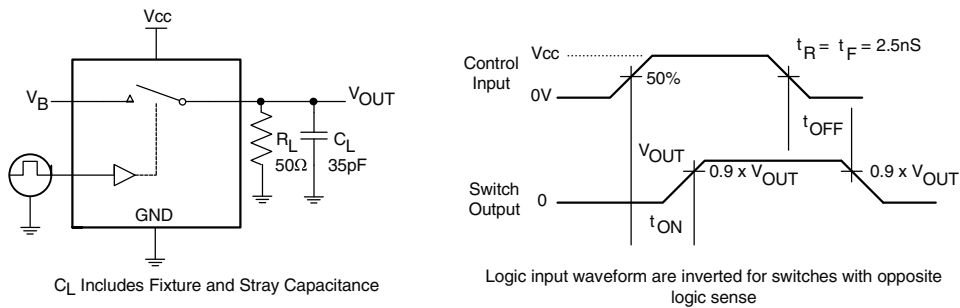 Vcc
V_B
V_OUT
R_L
50Ω
C_L
35pF
GND
C_L Includes Fixture and Stray Capacitance
Control
Input
Vcc
0V
50%
t_R = t_F = 2.5nS
t_OFF
Switch
Output
V_OUT
0
0.9 x V_OUT
0.9 x V_OUT
t_ON
Logic input waveform are inverted for switches with opposite
logic sense